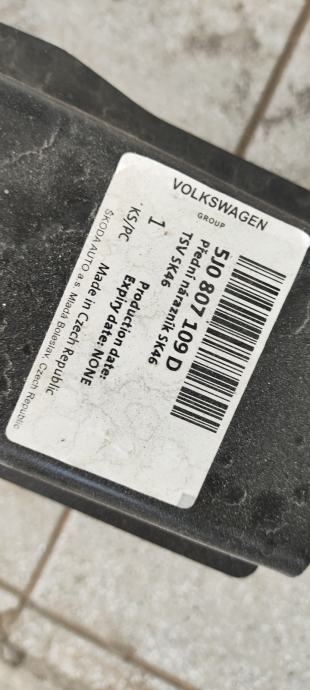 VOLKSWAGEN
GROUP
5J0 807 109 D
Přední nárazník SK46
TSV SK46
KS/PC
1
Production date:
Expiry date: NONE
Made in Czech Republic
ŠKODA AUTO a.s. Mladá Boleslav, Czech Republic